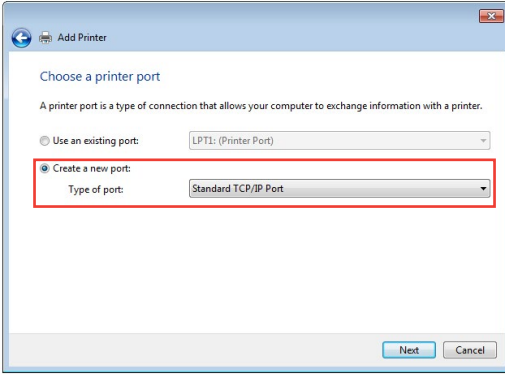 Add Printer
Choose a printer port
A printer port is a type of connection that allows your computer to exchange information with a printer.
Use an existing port: LPT1: (Printer Port)
Create a new port:
Type of port: Standard TCP/IP Port
Next Cancel